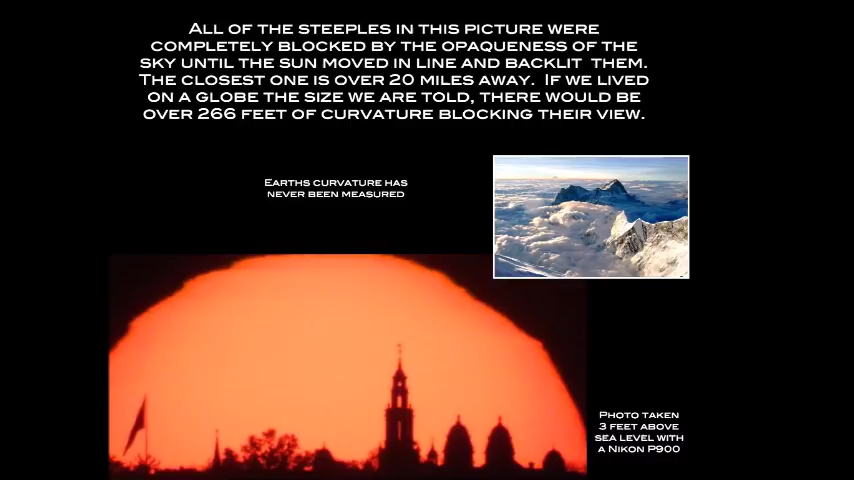 ALL OF THE STEEPLES IN THIS PICTURE WERE
COMPLETELY BLOCKED BY THE OPAQUENESS OF THE
SKY UNTIL THE SUN MOVED IN LINE AND BACKLIT THEM.
THE CLOSEST ONE IS OVER 20 MILES AWAY. IF WE LIVED
ON A GLOBE THE SIZE WE ARE TOLD, THERE WOULD BE
OVER 266 FEET OF CURVATURE BLOCKING THEIR VIEW.
EARTHS CURVATURE HAS
NEVER BEEN MEASURED
PHOTO TAKEN
3 FEET ABOVE
SEA LEVEL WITH
A NIKON P900